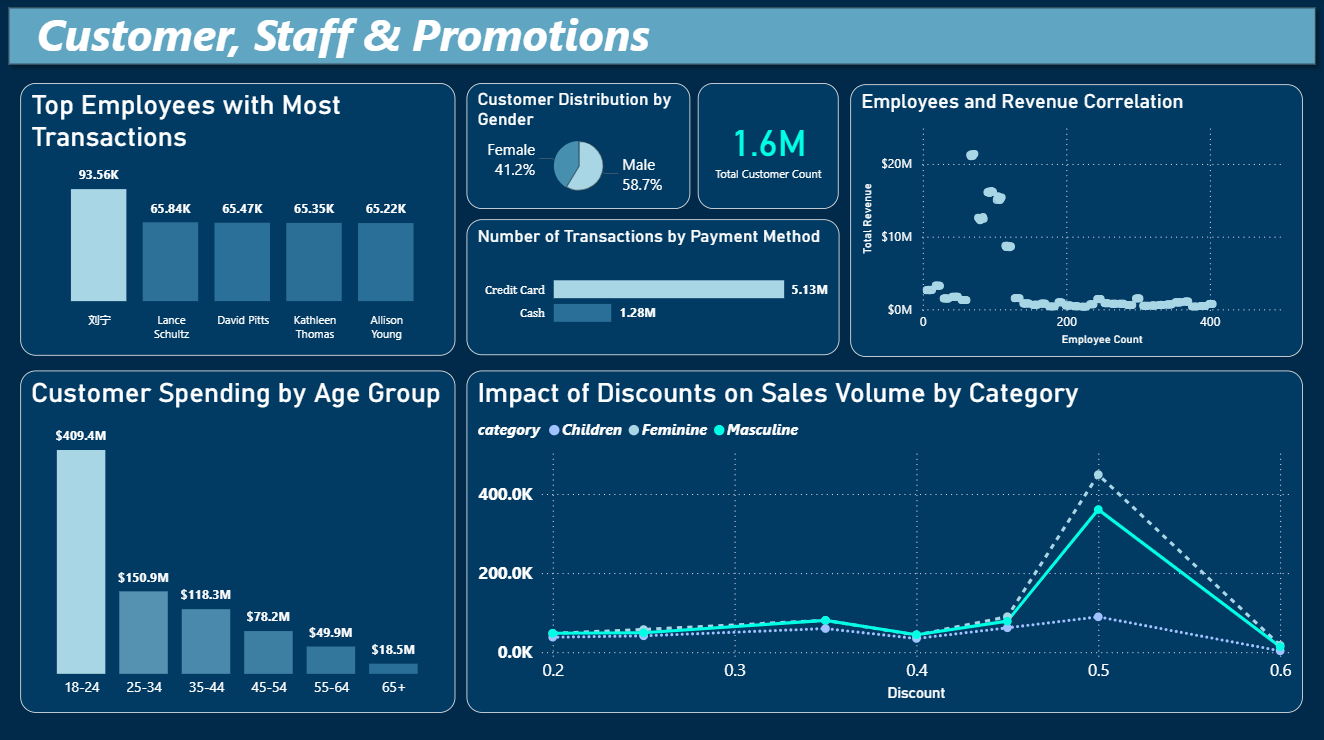 Customer, Staff & Promotions
Top Employees with Most
Transactions
93.56K
65.84K
65.47K
65.35K
65.22K
刘宁
Lance
Schultz
David Pitts
Kathleen
Thomas
Allison
Young
Customer Distribution by
Gender
Female
41.2%
Male
58.7%
1.6M
Total Customer Count
Number of Transactions by Payment Method
Credit Card
5.13M
Cash
1.28M
Employees and Revenue Correlation
Total Revenue
$20M
$10M
$0M
0
200
400
Employee Count
Customer Spending by Age Group
$409.4M
$150.9M
$118.3M
$78.2M
$49.9M
$18.5M
18-24
25-34
35-44
45-54
55-64
65+
Impact of Discounts on Sales Volume by Category
category Children Feminine Masculine
400.0K
200.0K
0.0K
0.2
0.3
0.4
0.5
0.6
Discount